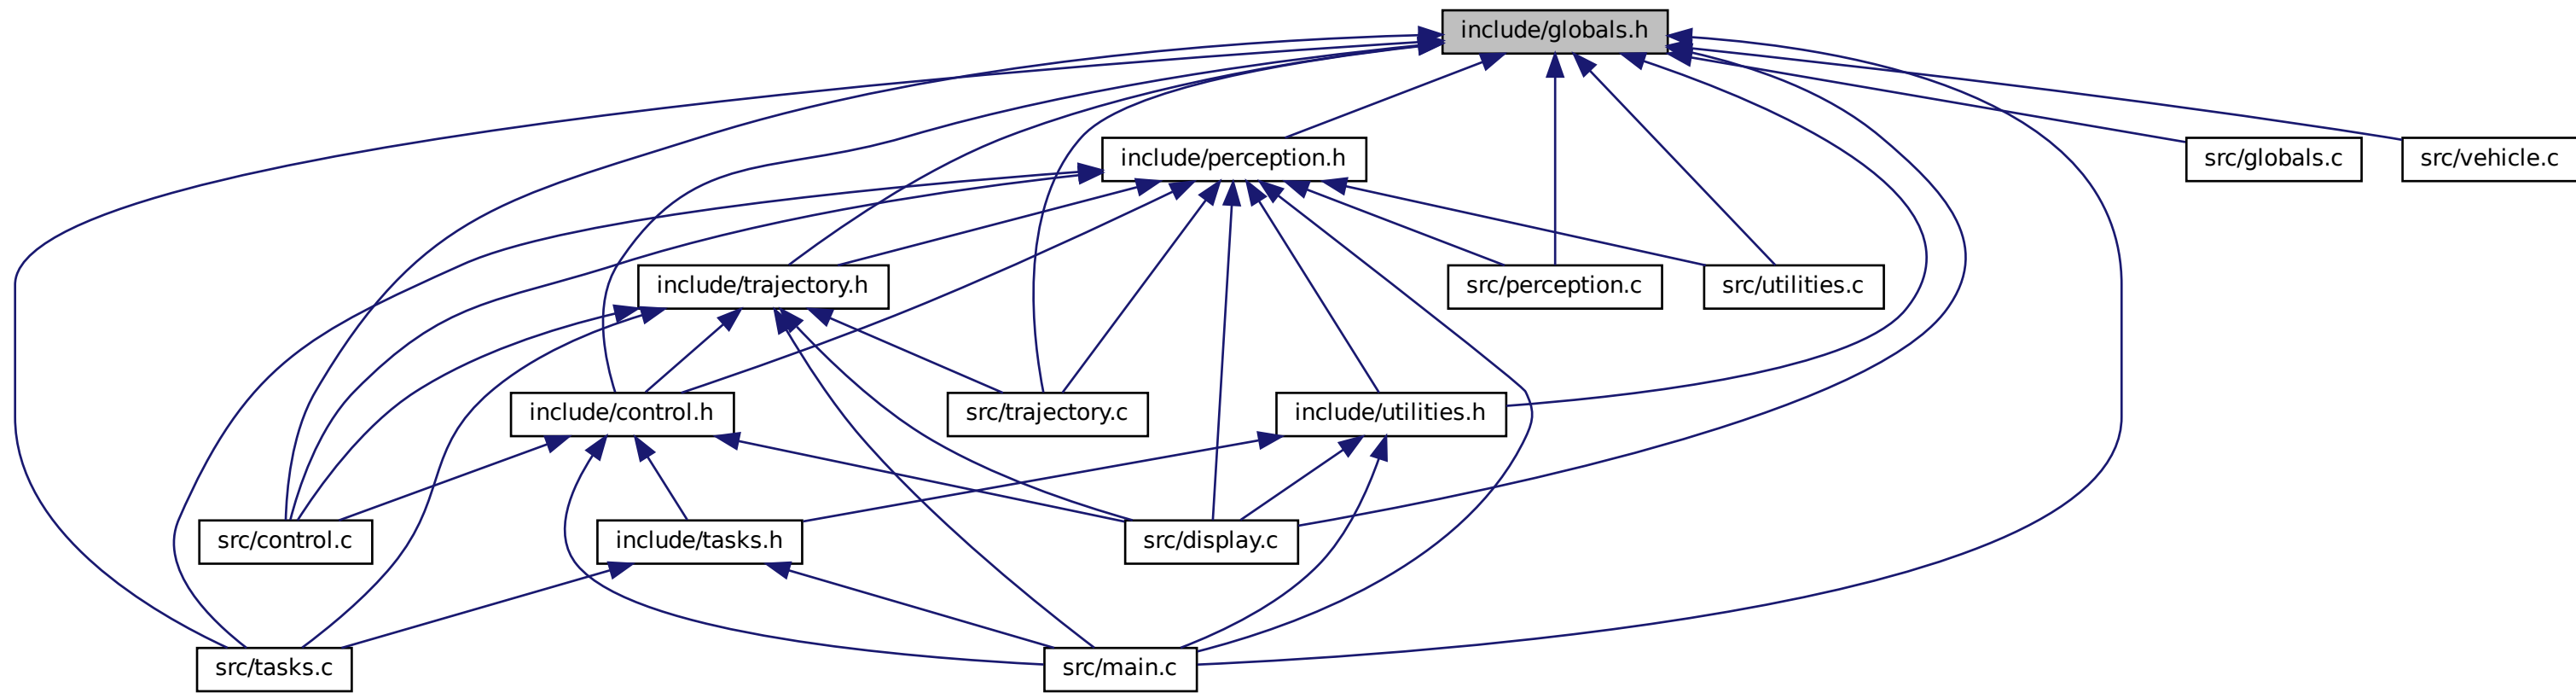 include/globals.h
include/perception.h
src/globals.c
src/vehicle.c
include/trajectory.h
src/perception.c
src/utilities.c
include/control.h
src/trajectory.c
include/utilities.h
src/control.c
include/tasks.h
src/display.c
src/tasks.c
src/main.c